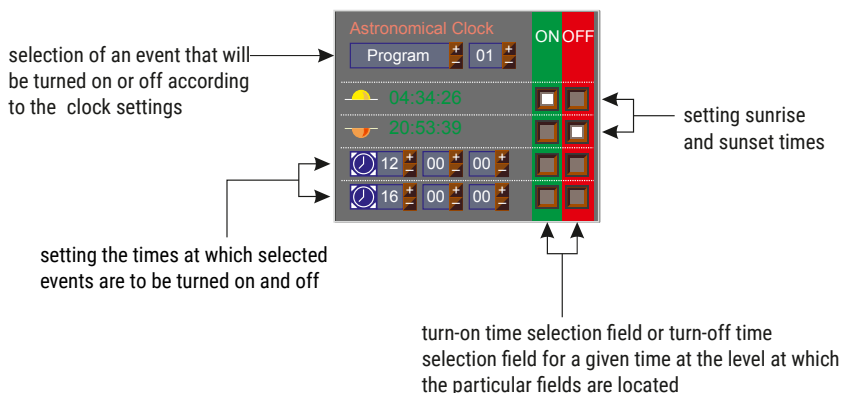 Astronomical Clock
ON OFF
Program + − 01 + −
selection of an event that will
be turned on or off according
to the clock settings
04:34:26
20:53:39
setting sunrise
and sunset times
12 + − 00 + − 00 + −
16 + − 00 + − 00 + −
setting the times at which selected
events are to be turned on and off
turn-on time selection field or turn-off time
selection field for a given time at the level at which
the particular fields are located